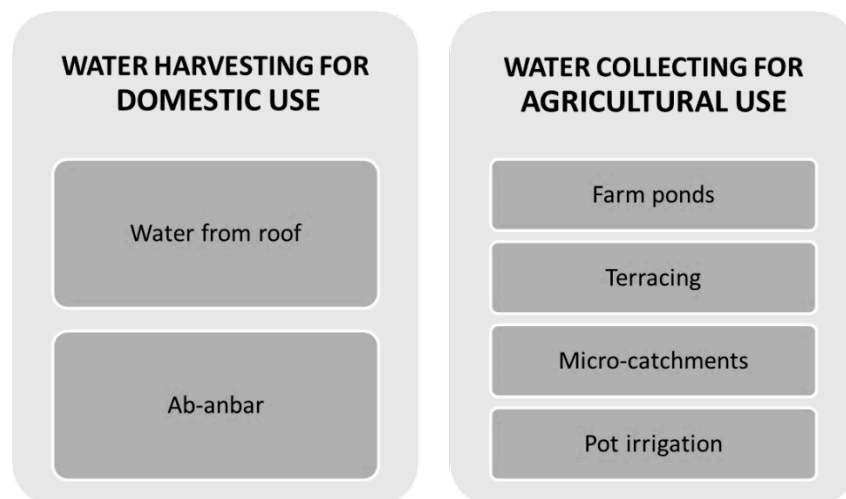 WATER HARVESTING FOR
DOMESTIC USE
Water from roof
Ab-anbar
WATER COLLECTING FOR
AGRICULTURAL USE
Farm ponds
Terracing
Micro-catchments
Pot irrigation